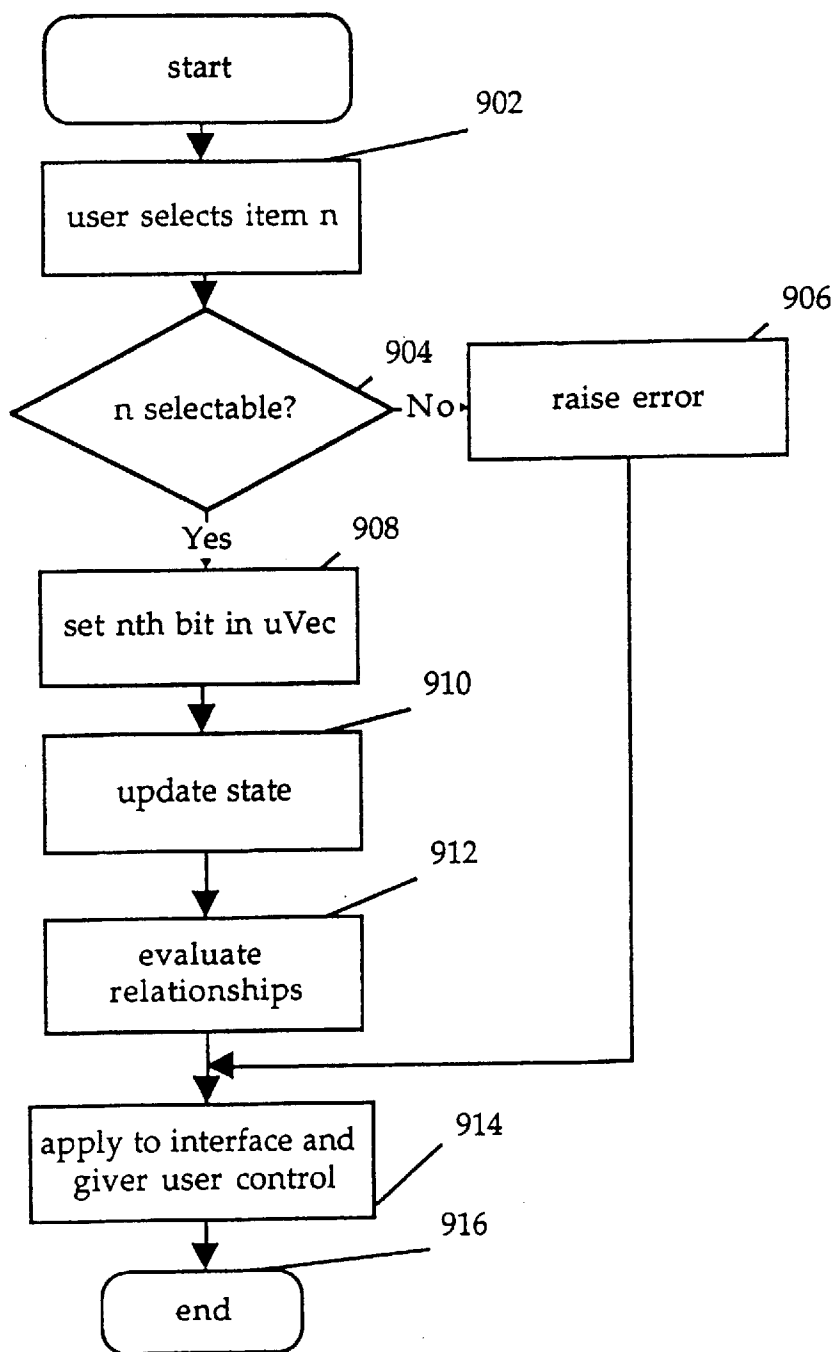 start
902
user selects item n
904
n selectable?
No
906
raise error
Yes
908
set nth bit in uVec
910
update state
912
evaluate
relationships
914
apply to interface and
giver user control
916
end